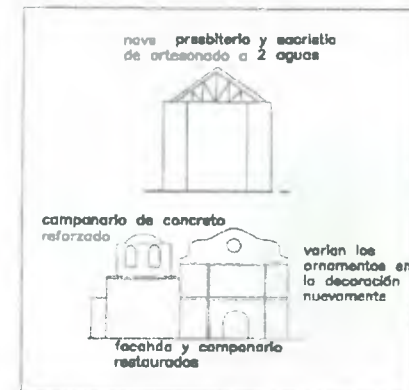 nave presbiterio y sacristia
de artesonado a 2 aguas
campanario de concreto
reforzado
varian los
ornamentos en
la decoración
nuevamente
facahda y campanario
restaurados